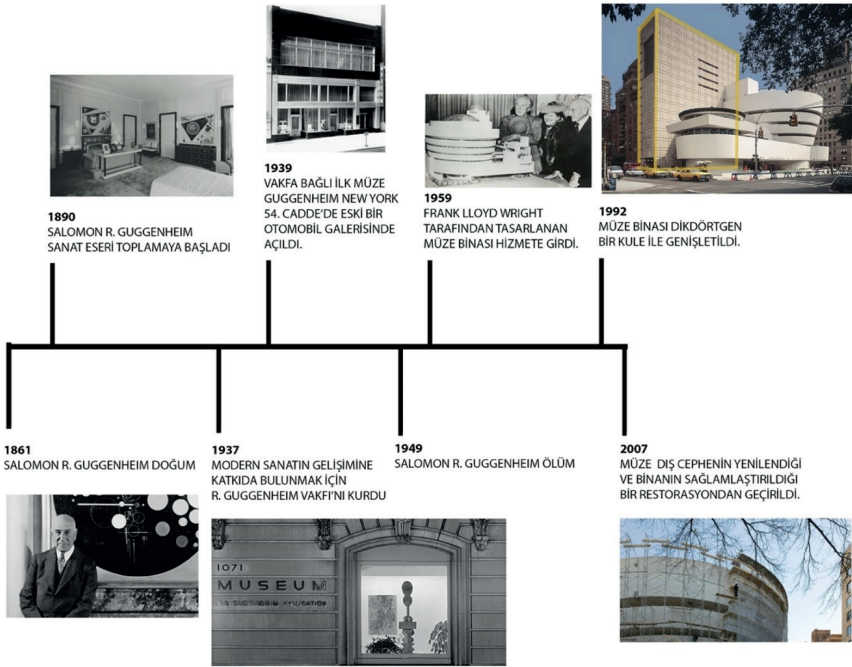 1890
SALOMON R. GUGGENHEIM
SANAT ESERİ TOPLAMAYA BAŞLADI
1939
VAKFA BAĞLI İLK MÜZE
GUGGENHEIM NEW YORK
54. CADDE'DE ESKİ BİR
OTOMOBİL GALERİSİNDE
AÇILDI.
1959
FRANK LLOYD WRIGHT
TARAFINDAN TASARLANAN
MÜZE BİNASI HİZMETE GİRDİ.
1992
MÜZE BİNASI DİKDÖRTGEN
BİR KULE İLE GENİŞLETİLDİ.
1861
SALOMON R. GUGGENHEIM DOĞUM
1937
MODERN SANATIN GELİŞİMİNE
KATKIDA BULUNMAK İÇİN
R. GUGGENHEIM VAKFI'NI KURDU
1949
SALOMON R. GUGGENHEIM ÖLÜM
2007
MÜZE DIŞ CEPHENİN YENİLENDİĞİ
VE BİNANIN SAĞLAMLAŞTIRILDIĞI
BİR RESTORASYONDAN GEÇİRİLDİ.
1071
MUSEUM
GUGGENHEIM FOUNDATION